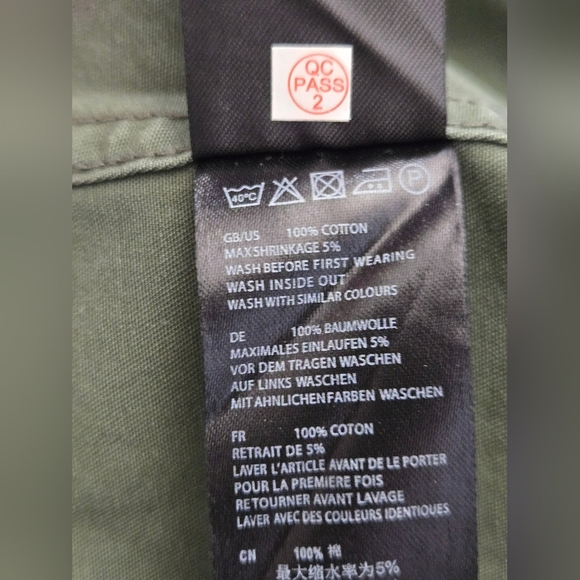 QC
PASS
2
40°C P
GB/US 100% COTTON
MAX SHRINKAGE 5%
WASH BEFORE FIRST WEARING
WASH INSIDE OUT
WASH WITH SIMILAR COLOURS
DE 100% BAUMWOLLE
MAXIMALES EINLAUFEN 5%
VOR DEM TRAGEN WASCHEN
AUF LINKS WASCHEN
MIT AHNLICHEN FARBEN WASCHEN
FR 100% COTON
RETRAIT DE 5%
LAVER L'ARTICLE AVANT DE LE PORTER
POUR LA PREMIERE FOIS
RETOURNER AVANT LAVAGE
LAVER AVEC DES COULEURS IDENTIQUES
CN 100% 棉
最大缩水率为5%